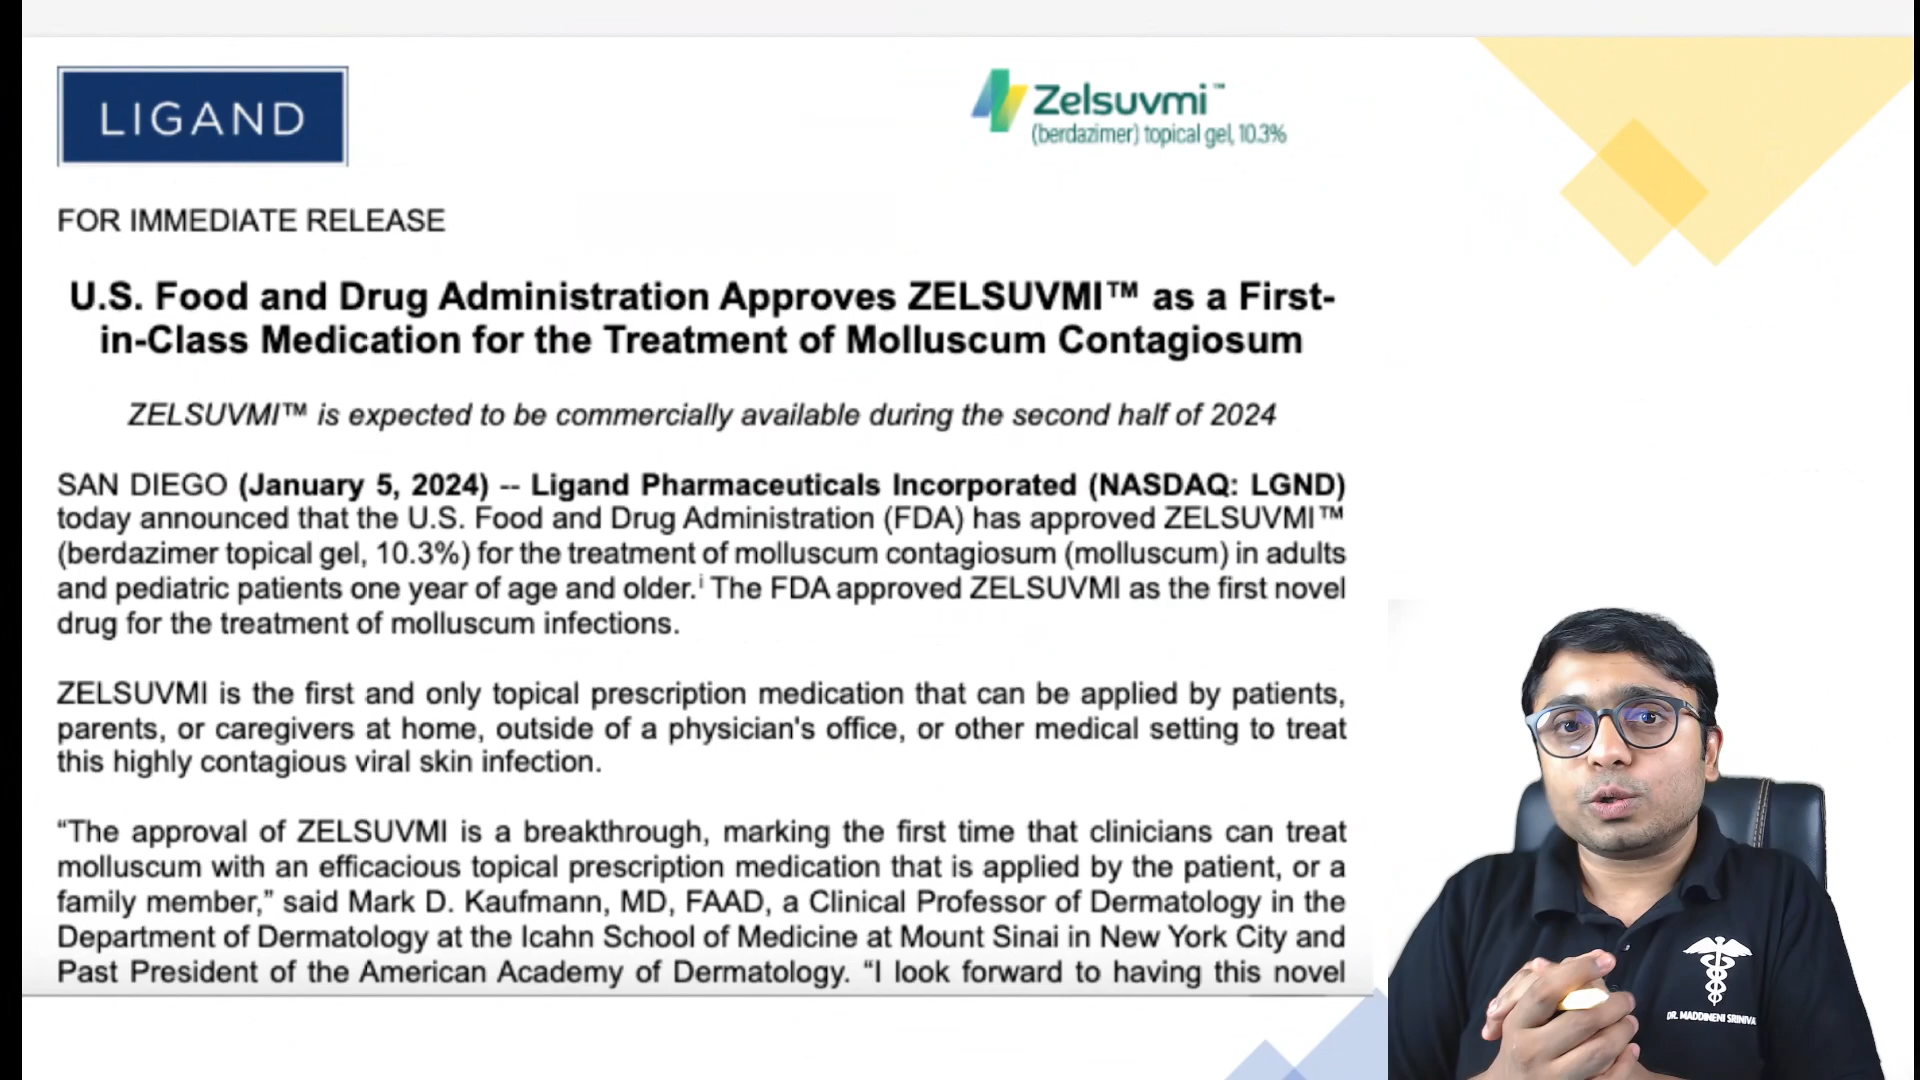 LIGAND
Zelsuvmi™
(berdazimer) topical gel, 10.3%
FOR IMMEDIATE RELEASE
U.S. Food and Drug Administration Approves ZELSUVMI™ as a First-
in-Class Medication for the Treatment of Molluscum Contagiosum
ZELSUVMI™ is expected to be commercially available during the second half of 2024
SAN DIEGO (January 5, 2024) -- Ligand Pharmaceuticals Incorporated (NASDAQ: LGND)
today announced that the U.S. Food and Drug Administration (FDA) has approved ZELSUVMI™
(berdazimer topical gel, 10.3%) for the treatment of molluscum contagiosum (molluscum) in adults
and pediatric patients one year of age and older.ⁱ The FDA approved ZELSUVMI as the first novel
drug for the treatment of molluscum infections.
ZELSUVMI is the first and only topical prescription medication that can be applied by patients,
parents, or caregivers at home, outside of a physician's office, or other medical setting to treat
this highly contagious viral skin infection.
“The approval of ZELSUVMI is a breakthrough, marking the first time that clinicians can treat
molluscum with an efficacious topical prescription medication that is applied by the patient, or a
family member,” said Mark D. Kaufmann, MD, FAAD, a Clinical Professor of Dermatology in the
Department of Dermatology at the Icahn School of Medicine at Mount Sinai in New York City and
Past President of the American Academy of Dermatology. “I look forward to having this novel
DR. MADDINENI SRINIVA